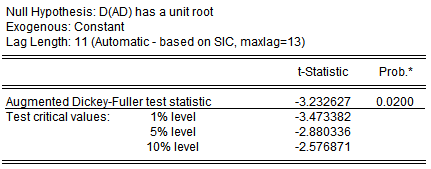 Null Hypothesis: D(AD) has a unit root
Exogenous: Constant
Lag Length: 11 (Automatic - based on SIC, maxlag=13)
t-Statistic Prob.*
Augmented Dickey-Fuller test statistic -3.232627 0.0200
Test critical values: 1% level -3.473382
5% level -2.880336
10% level -2.576871